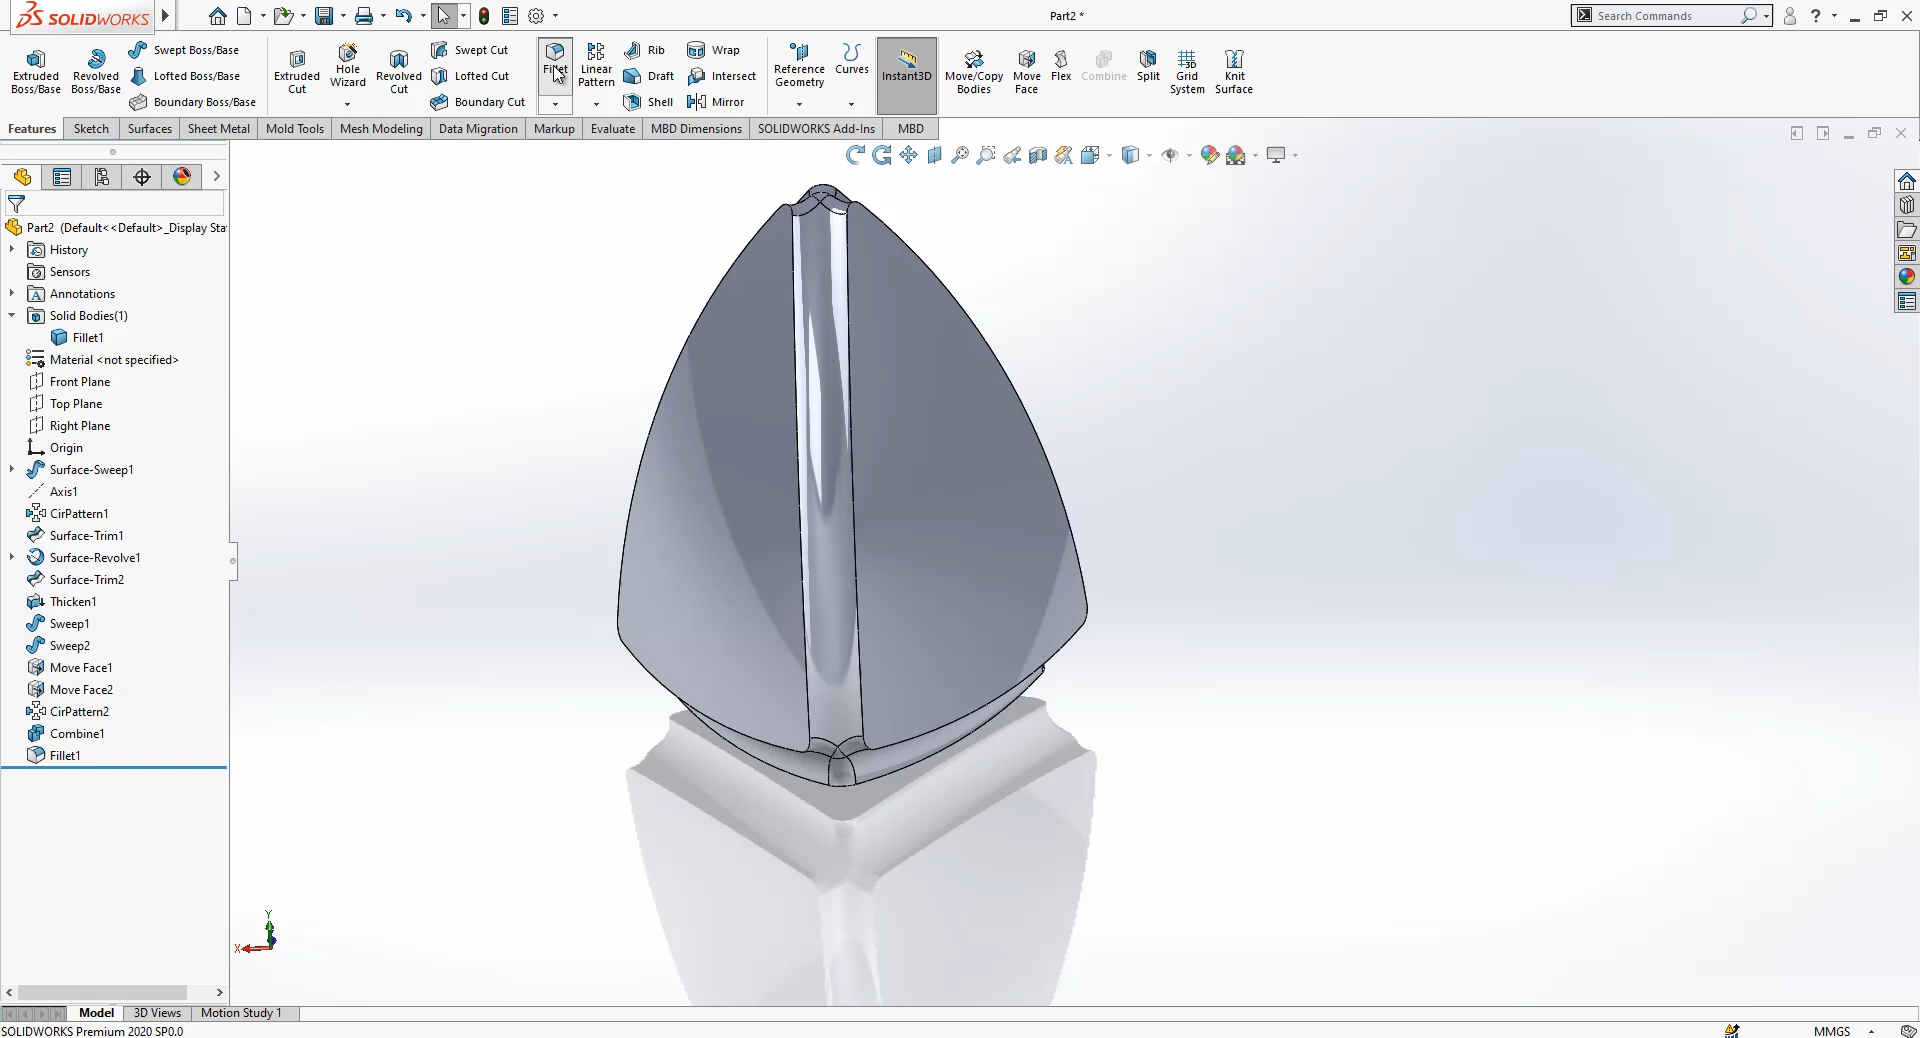 SOLIDWORKS
Part2 *
Search Commands
?
Extruded Boss/Base
Revolved Boss/Base
Swept Boss/Base
Lofted Boss/Base
Boundary Boss/Base
Extruded Cut
Hole Wizard
Revolved Cut
Swept Cut
Lofted Cut
Boundary Cut
Fillet
Linear Pattern
Rib
Draft
Shell
Wrap
Intersect
Mirror
Reference Geometry
Curves
Instant3D
Move/Copy Bodies
Move Face
Flex
Combine
Split
Grid System
Knit Surface
Features
Sketch
Surfaces
Sheet Metal
Mold Tools
Mesh Modeling
Data Migration
Markup
Evaluate
MBD Dimensions
SOLIDWORKS Add-Ins
MBD
Part2 (Default<<Default>_Display Sta
History
Sensors
Annotations
Solid Bodies(1)
Fillet1
Material <not specified>
Front Plane
Top Plane
Right Plane
Origin
Surface-Sweep1
Axis1
CirPattern1
Surface-Trim1
Surface-Revolve1
Surface-Trim2
Thicken1
Sweep1
Sweep2
Move Face1
Move Face2
CirPattern2
Combine1
Fillet1
Y
X
Model
3D Views
Motion Study 1
SOLIDWORKS Premium 2020 SP0.0
MMGS